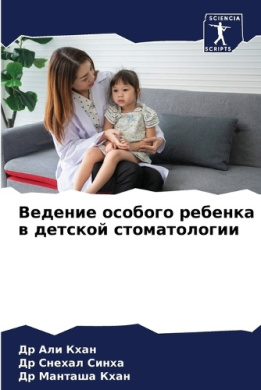 SCIENCIA
SCRIPTS
Ведение особого ребенка
в детской стоматологии
Др Али Кхан
Др Снехал Синха
Др Манташа Кхан